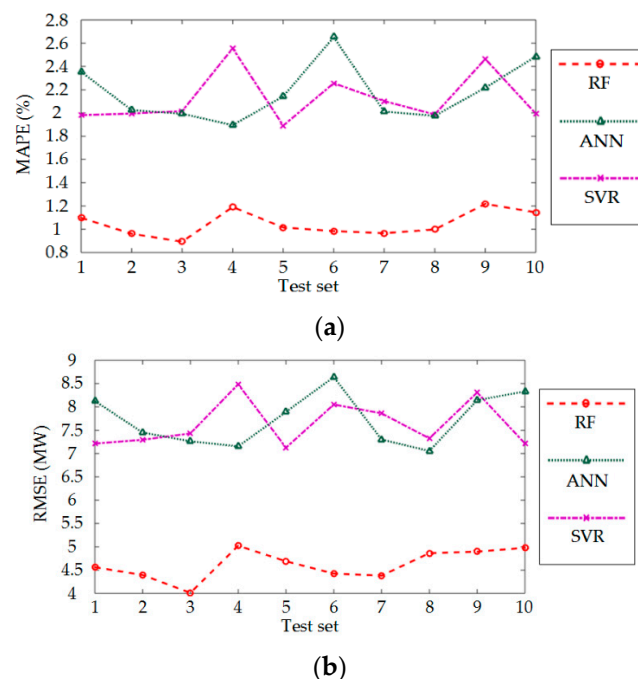 2.8
2.6
2.4
2.2
2
1.8
1.6
1.4
1.2
1
0.8
MAPE (%)
1 2 3 4 5 6 7 8 9 10
Test set
RF
ANN
SVR
(a)
9
8.5
8
7.5
7
6.5
6
5.5
5
4.5
4
RMSE (MW)
1 2 3 4 5 6 7 8 9 10
Test set
RF
ANN
SVR
(b)